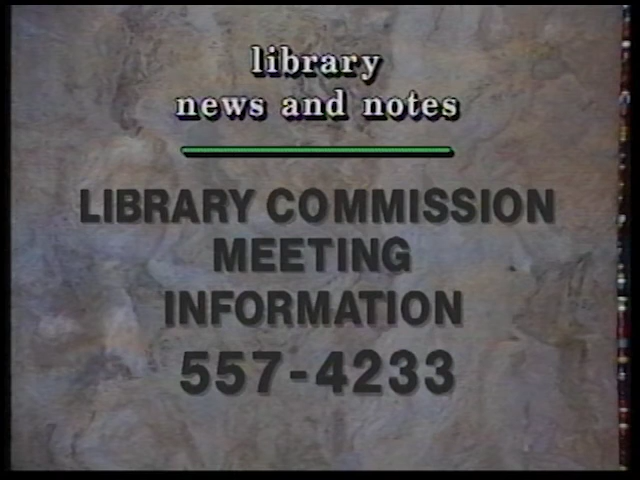 library
news and notes
LIBRARY COMMISSION
MEETING
INFORMATION
557-4233